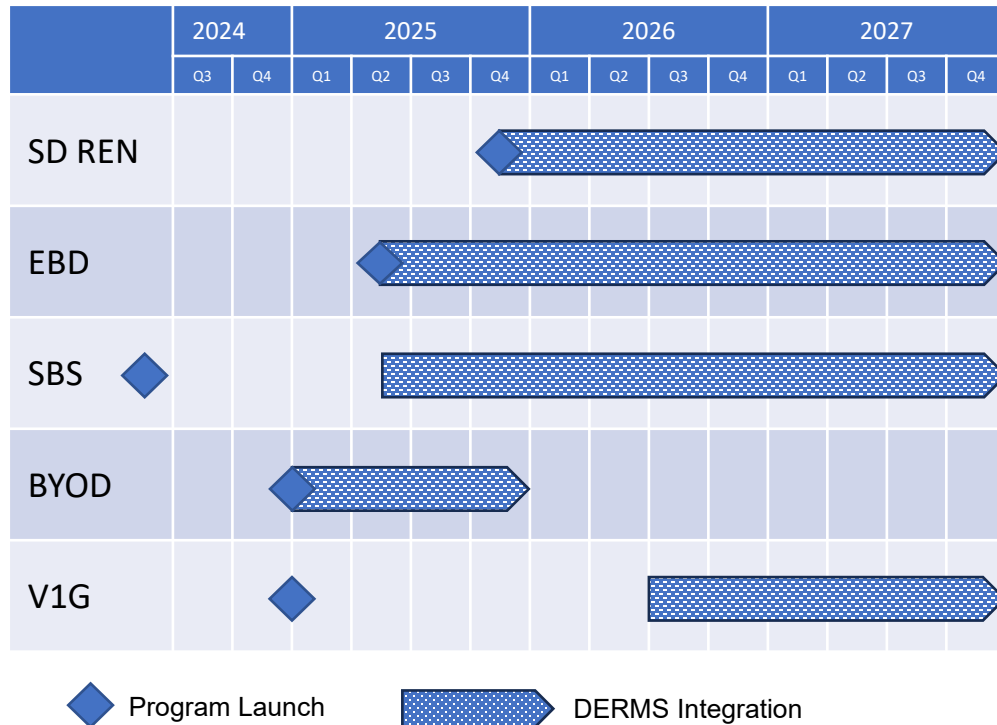 2024 2025 2026 2027
Q3 Q4 Q1 Q2 Q3 Q4 Q1 Q2 Q3 Q4 Q1 Q2 Q3 Q4
SD REN
EBD
SBS
BYOD
V1G
Program Launch DERMS Integration